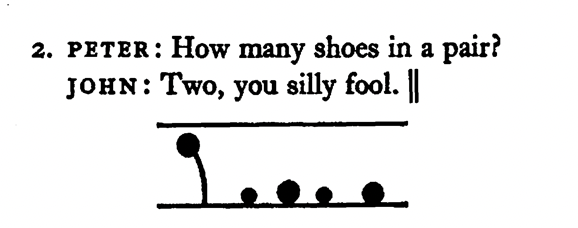 2. PETER: How many shoes in a pair?
JOHN: Two, you silly fool. ‖